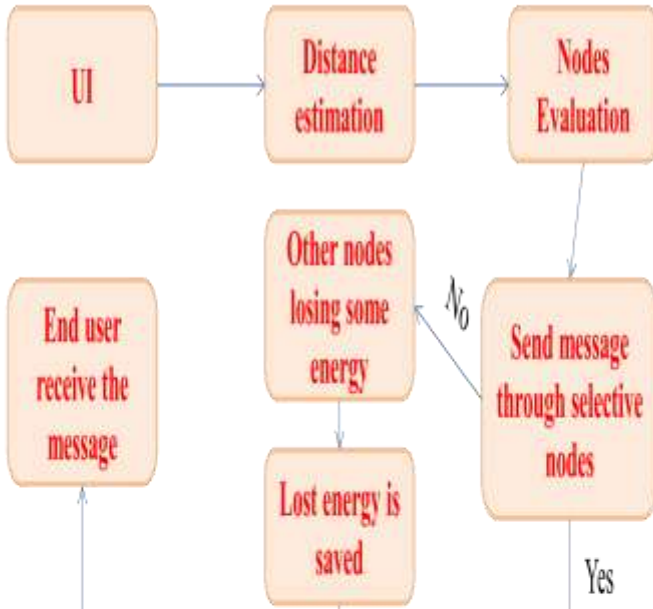 UI
Distance
estimation
Nodes
Evaluation
Other nodes
losing some
energy
No
End user
receive the
message
Send message
through selective
nodes
Lost energy is
saved
Yes